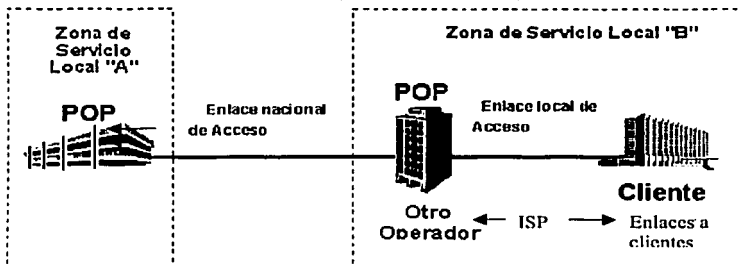 Zona de
Servicio
Local "A"
POP
Enlace nacional
de Acceso
Zona de Servicio Local "B"
POP
Enlace local de
Acceso
Otro
Operador
ISP
Cliente
Enlaces a
clientes